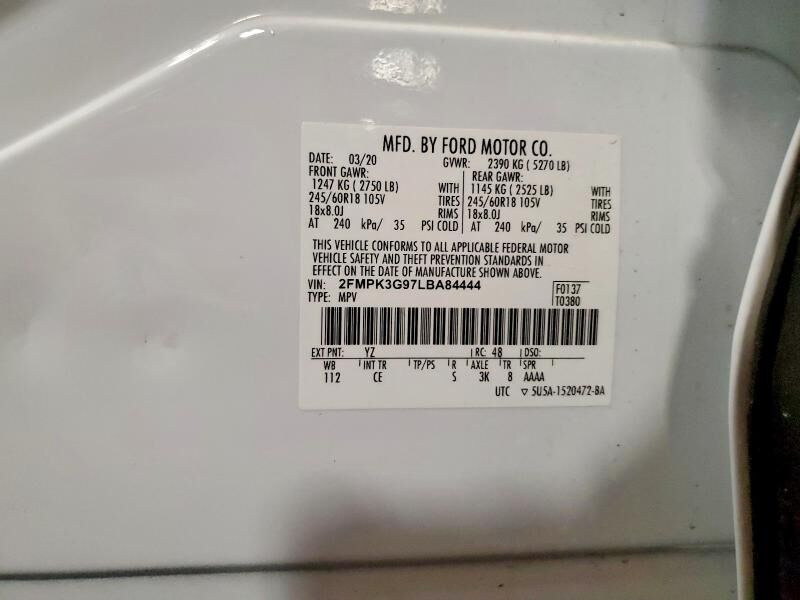 MFD. BY FORD MOTOR CO.
DATE: 03/20 GVWR: 2390 KG ( 5270 LB)
FRONT GAWR: REAR GAWR:
1247 KG ( 2750 LB) WITH 1145 KG ( 2525 LB) WITH
245/60R18 105V TIRES 245/60R18 105V TIRES
18x8.0J RIMS 18x8.0J RIMS
AT 240 kPa/ 35 PSI COLD AT 240 kPa/ 35 PSI COLD
THIS VEHICLE CONFORMS TO ALL APPLICABLE FEDERAL MOTOR
VEHICLE SAFETY AND THEFT PREVENTION STANDARDS IN
EFFECT ON THE DATE OF MANUFACTURE SHOWN ABOVE.
VIN: 2FMPK3G97LBA84444 F0137
TYPE: MPV T0380
EXT PNT: YZ RC: 48 DSO:
WB INT TR TP/PS R AXLE TR SPR
112 CE S 3K 8 AAAA
UTC ▽ 5U5A-1520472-BA